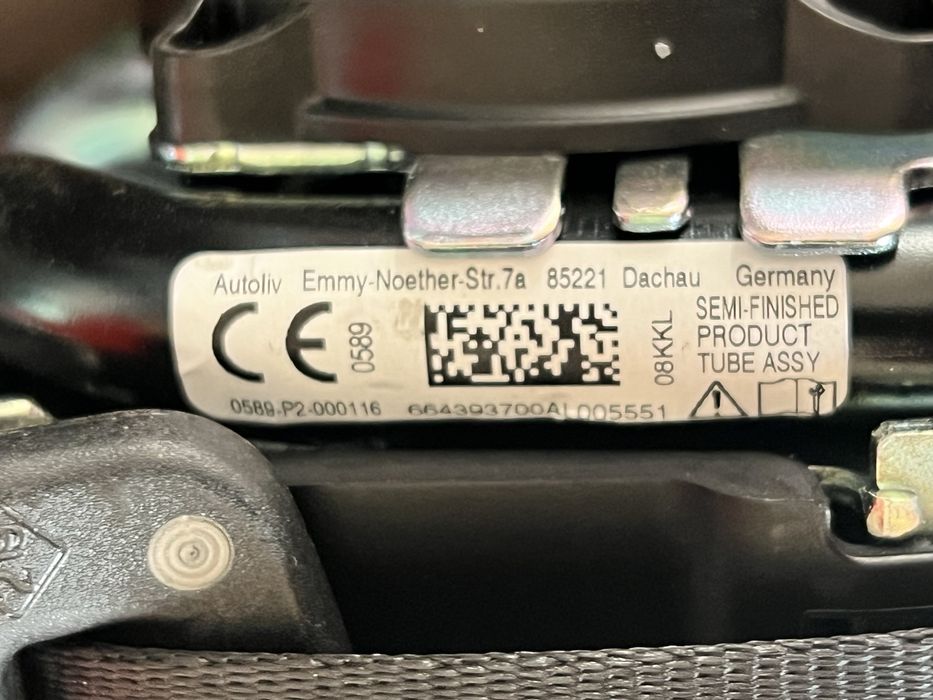 Autoliv Emmy-Noether-Str.7a 85221 Dachau Germany
CE
0589
08KKL
SEMI-FINISHED
PRODUCT
TUBE ASSY
0589-P2-000116 664393700AL005551